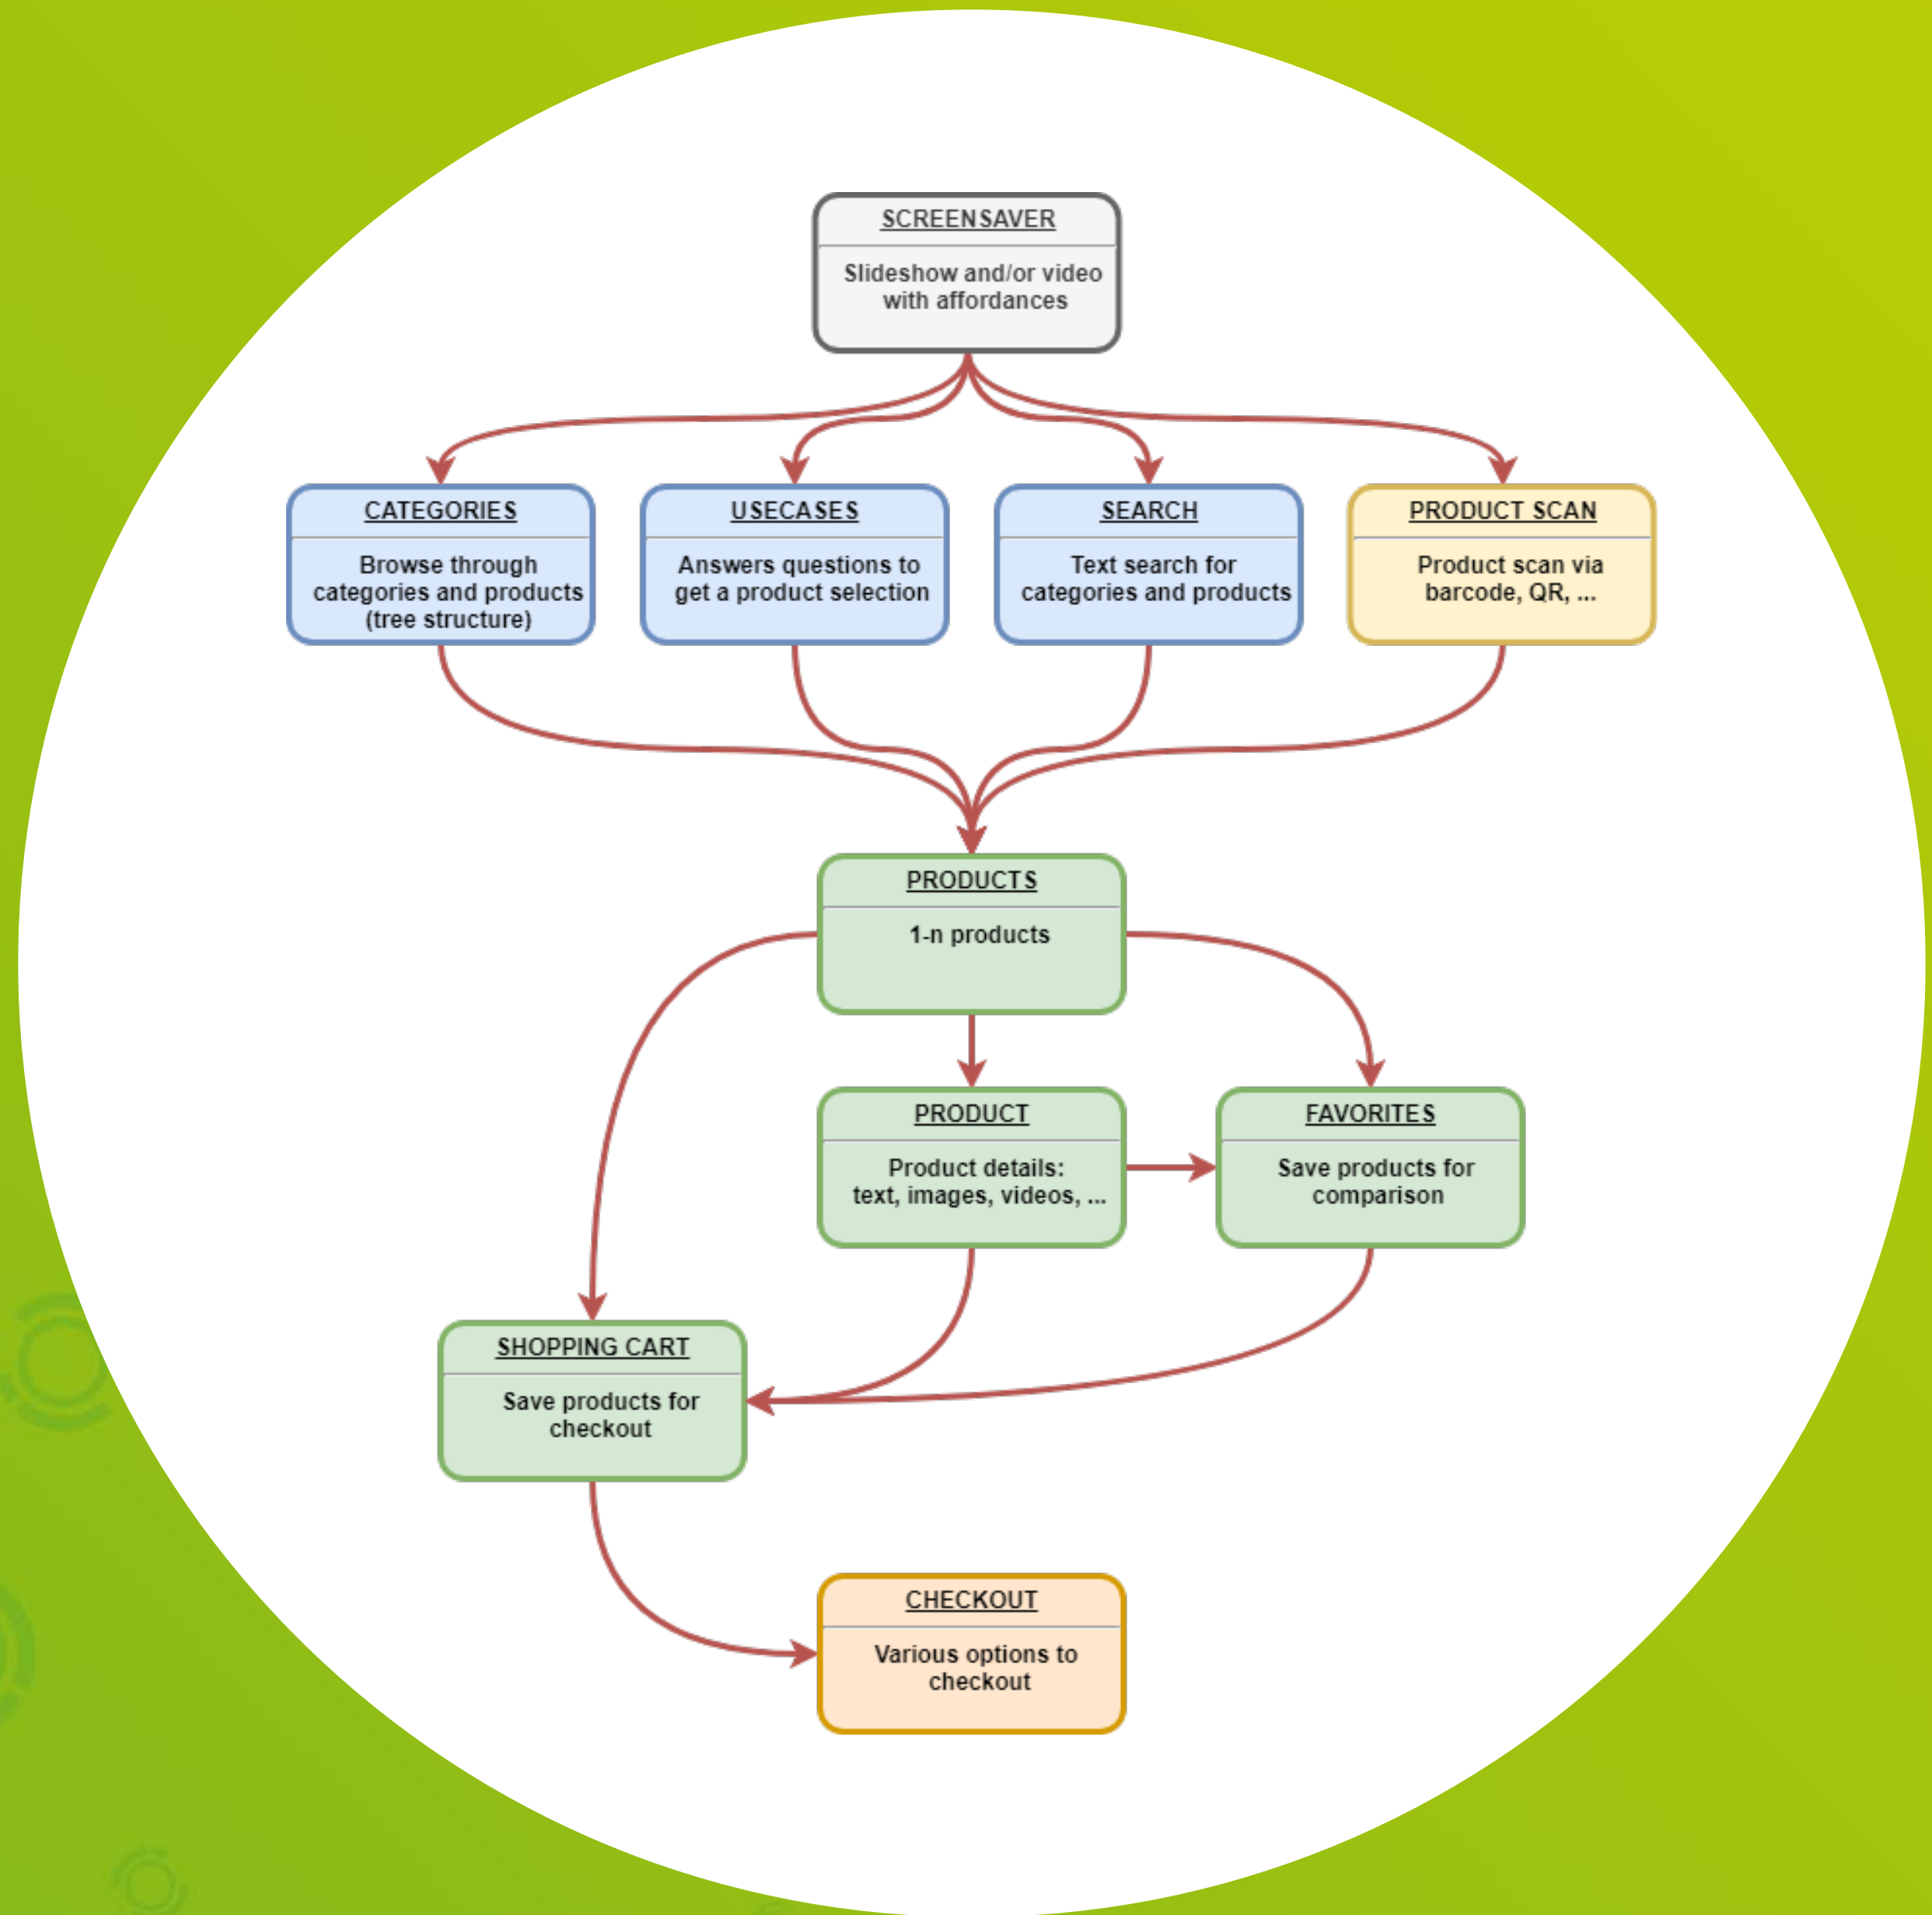 SCREENSAVER
Slideshow and/or video
with affordances
CATEGORIES
Browse through
categories and products
(tree structure)
USECASES
Answers questions to
get a product selection
SEARCH
Text search for
categories and products
PRODUCT SCAN
Product scan via
barcode, QR, ...
PRODUCTS
1-n products
PRODUCT
Product details:
text, images, videos, ...
FAVORITES
Save products for
comparison
SHOPPING CART
Save products for
checkout
CHECKOUT
Various options to
checkout